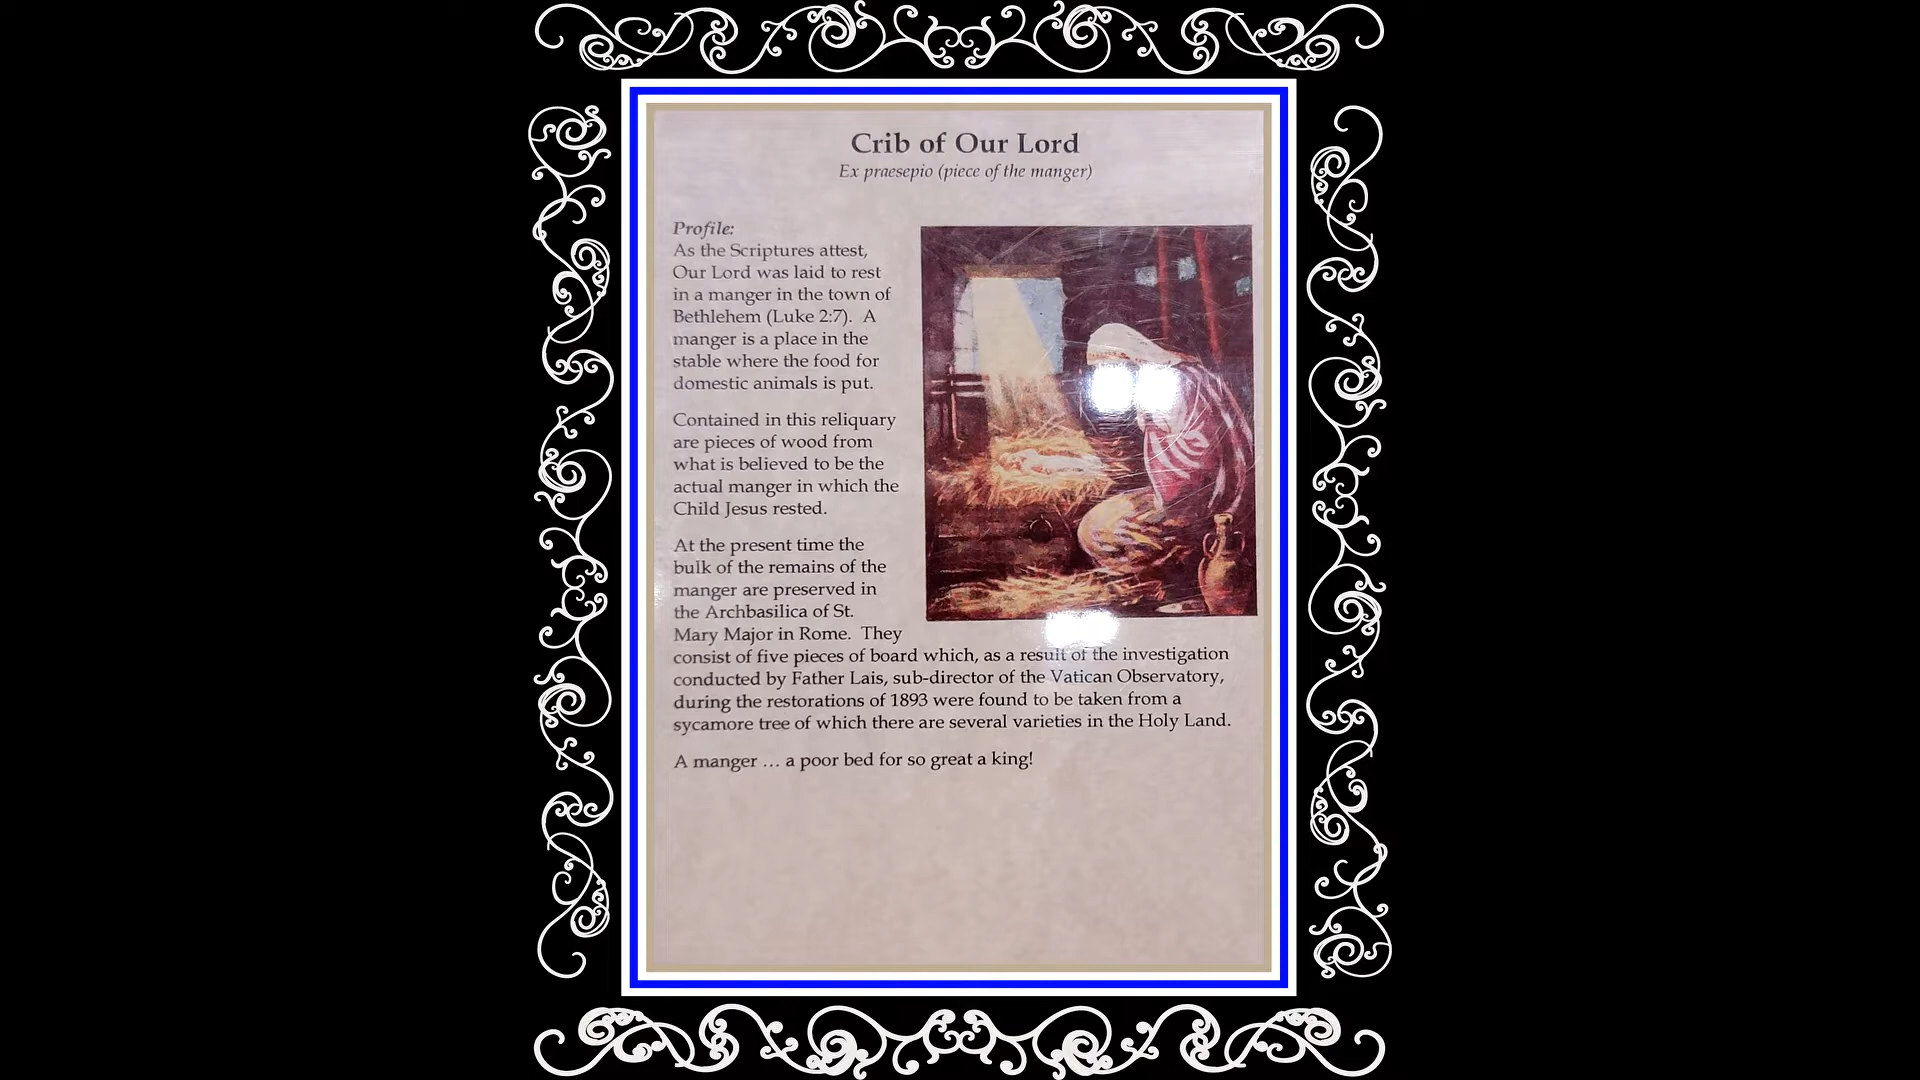 Crib of Our Lord
Ex praesepio (piece of the manger)
Profile:
As the Scriptures attest,
Our Lord was laid to rest
in a manger in the town of
Bethlehem (Luke 2:7).  A
manger is a place in the
stable where the food for
domestic animals is put.
Contained in this reliquary
are pieces of wood from
what is believed to be the
actual manger in which the
Child Jesus rested.
At the present time the
bulk of the remains of the
manger are preserved in
the Archbasilica of St.
Mary Major in Rome.  They
consist of five pieces of board which, as a result of the investigation
conducted by Father Lais, sub-director of the Vatican Observatory,
during the restorations of 1893 were found to be taken from a
sycamore tree of which there are several varieties in the Holy Land.
A manger … a poor bed for so great a king!